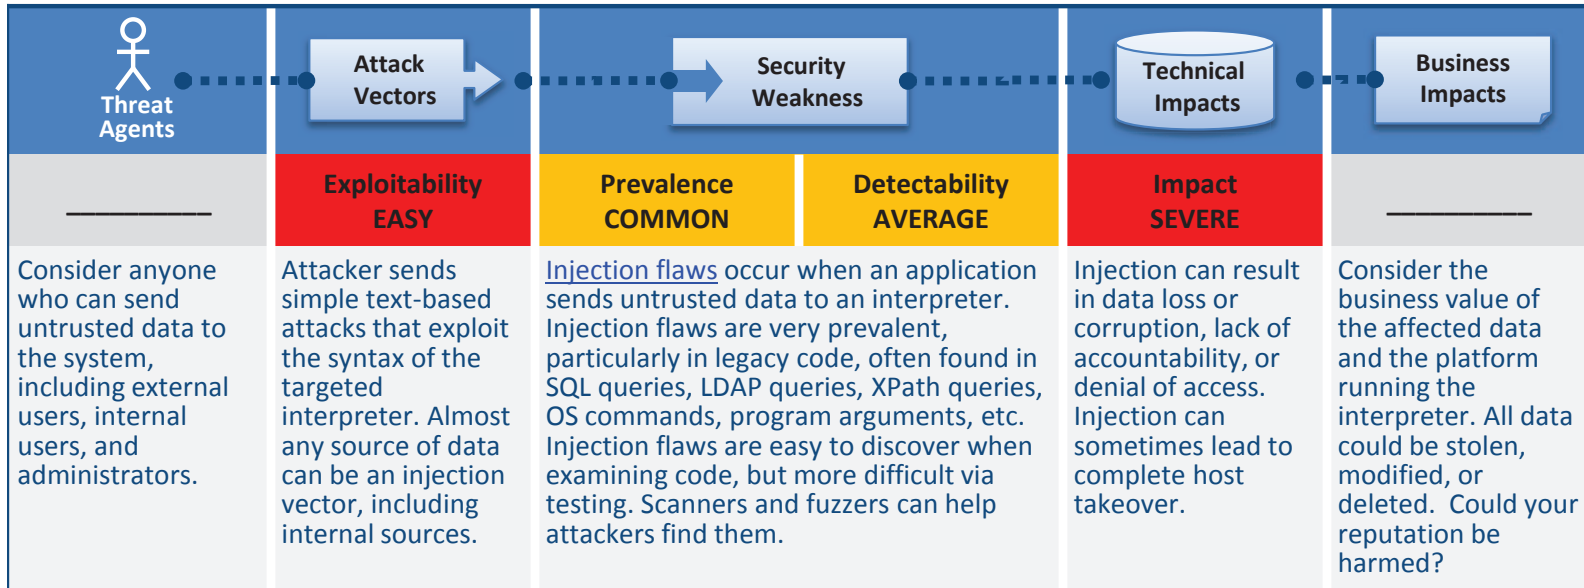 Threat
Agents
Attack
Vectors
Security
Weakness
Technical
Impacts
Business
Impacts
__________
Exploitability
EASY
Prevalence
COMMON
Detectability
AVERAGE
Impact
SEVERE
__________
Consider anyone
who can send
untrusted data to
the system,
including external
users, internal
users, and
administrators.
Attacker sends
simple text-based
attacks that exploit
the syntax of the
targeted
interpreter. Almost
any source of data
can be an injection
vector, including
internal sources.
Injection flaws occur when an application
sends untrusted data to an interpreter.
Injection flaws are very prevalent,
particularly in legacy code, often found in
SQL queries, LDAP queries, XPath queries,
OS commands, program arguments, etc.
Injection flaws are easy to discover when
examining code, but more difficult via
testing. Scanners and fuzzers can help
attackers find them.
Injection can result
in data loss or
corruption, lack of
accountability, or
denial of access.
Injection can
sometimes lead to
complete host
takeover.
Consider the
business value of
the affected data
and the platform
running the
interpreter. All data
could be stolen,
modified, or
deleted.  Could your
reputation be
harmed?